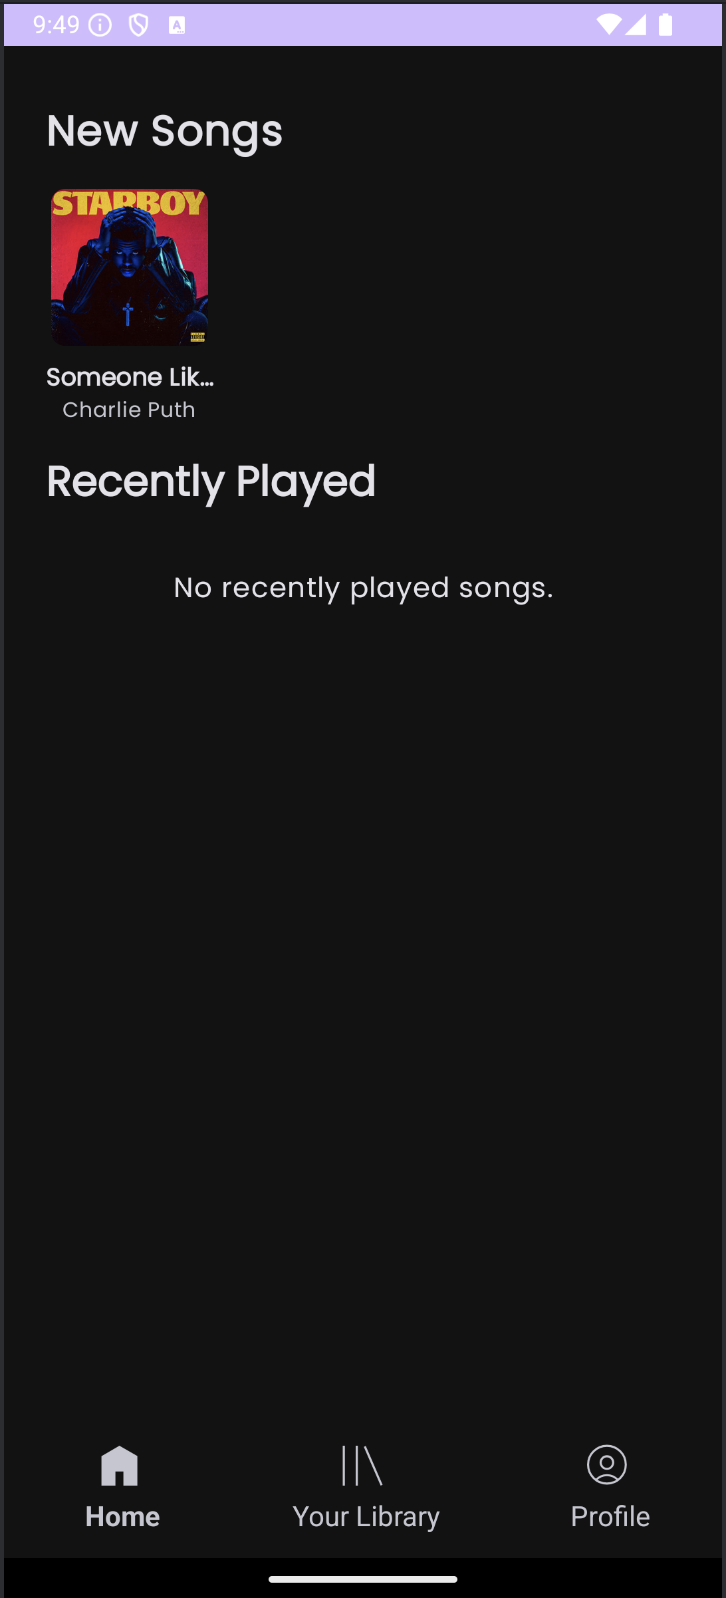 9:49
New Songs
STARBOY
Someone Lik...
Charlie Puth
Recently Played
No recently played songs.
Home
Your Library
Profile